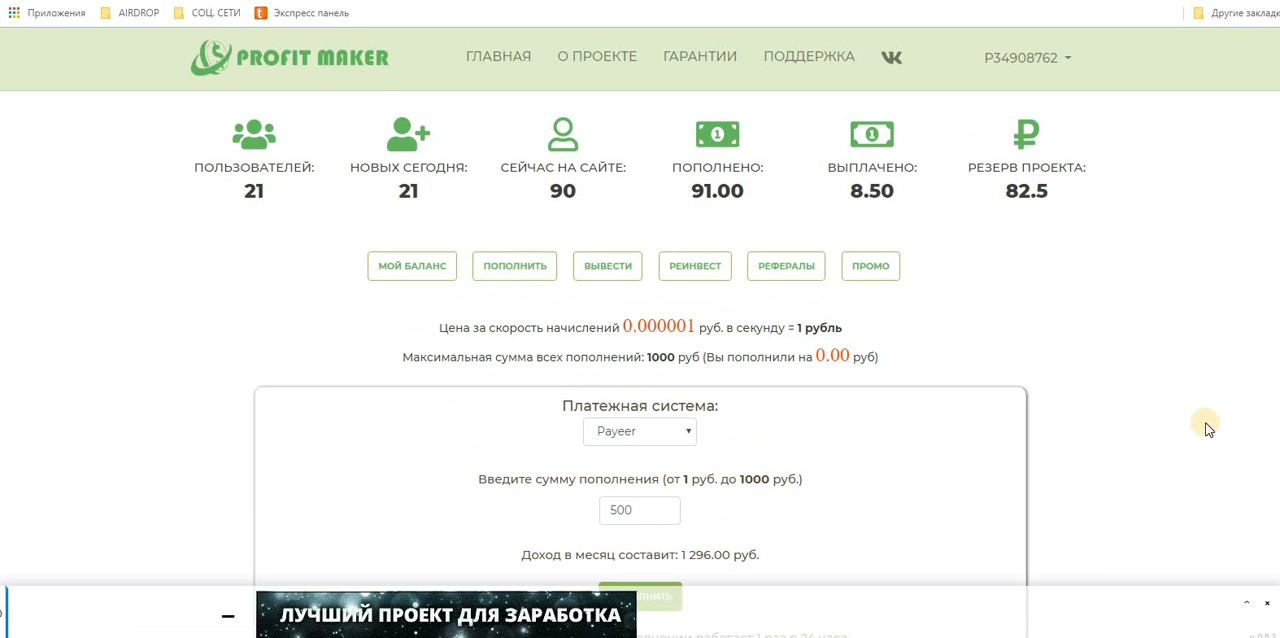 Приложения AIRDROP СОЦ. СЕТИ Экспресс панель Другие заклад
PROFIT MAKER ГЛАВНАЯ О ПРОЕКТЕ ГАРАНТИИ ПОДДЕРЖКА P34908762
ПОЛЬЗОВАТЕЛЕЙ: НОВЫХ СЕГОДНЯ: СЕЙЧАС НА САЙТЕ: ПОПОЛНЕНО: ВЫПЛАЧЕНО: РЕЗЕРВ ПРОЕКТА:
21 21 90 91.00 8.50 82.5
МОЙ БАЛАНС ПОПОЛНИТЬ ВЫВЕСТИ РЕИНВЕСТ РЕФЕРАЛЫ ПРОМО
Цена за скорость начислений 0.000001 руб. в секунду = 1 рубль
Максимальная сумма всех пополнений: 1000 руб (Вы пополнили на 0.00 руб)
Платежная система:
Payeer
Введите сумму пополнения (от 1 руб. до 1000 руб.)
500
Доход в месяц составит: 1 296.00 руб.
ЛУЧШИЙ ПРОЕКТ ДЛЯ ЗАРАБОТКА